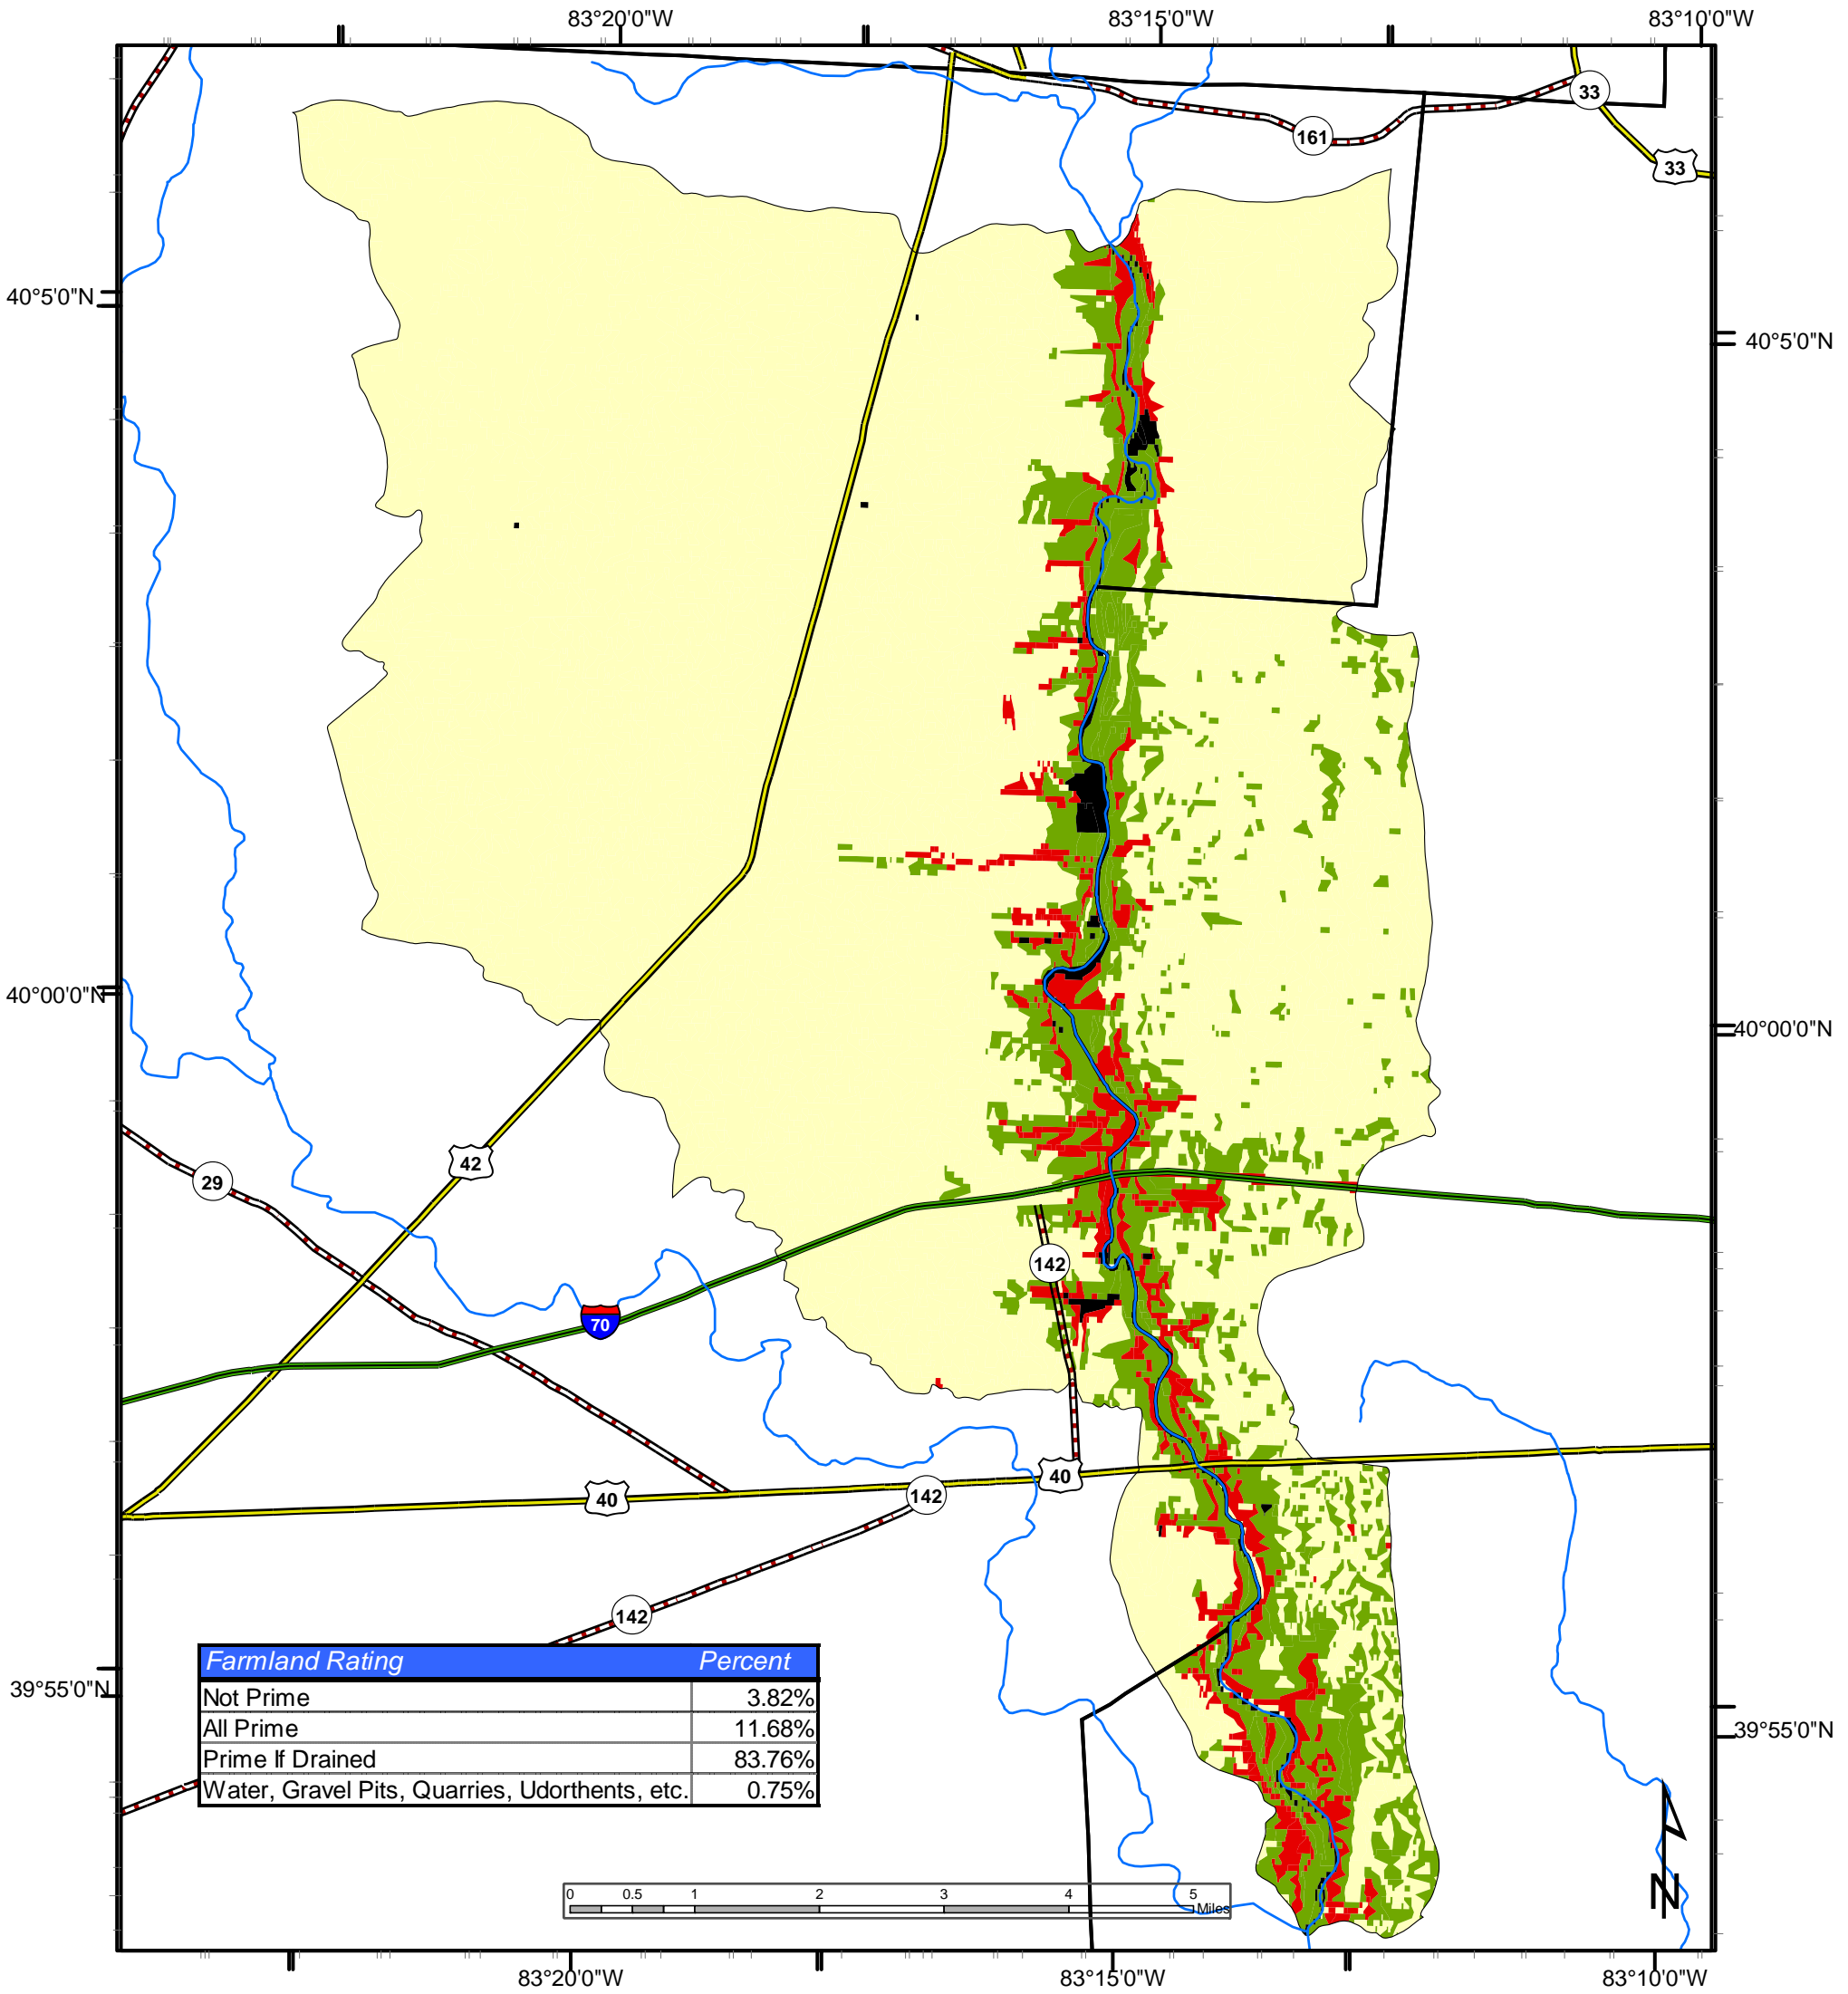 83°20'0"W
83°15'0"W
83°10'0"W
33
161
33
40°5'0"N
40°5'0"N
40°00'0"N
40°00'0"N
42
29
142
70
40
40
142
142
Farmland Rating Percent
Not Prime 3.82%
All Prime 11.68%
Prime If Drained 83.76%
Water, Gravel Pits, Quarries, Udorthents, etc. 0.75%
39°55'0"N
39°55'0"N
0 0.5 1 2 3 4 5
Miles
N
83°20'0"W
83°15'0"W
83°10'0"W